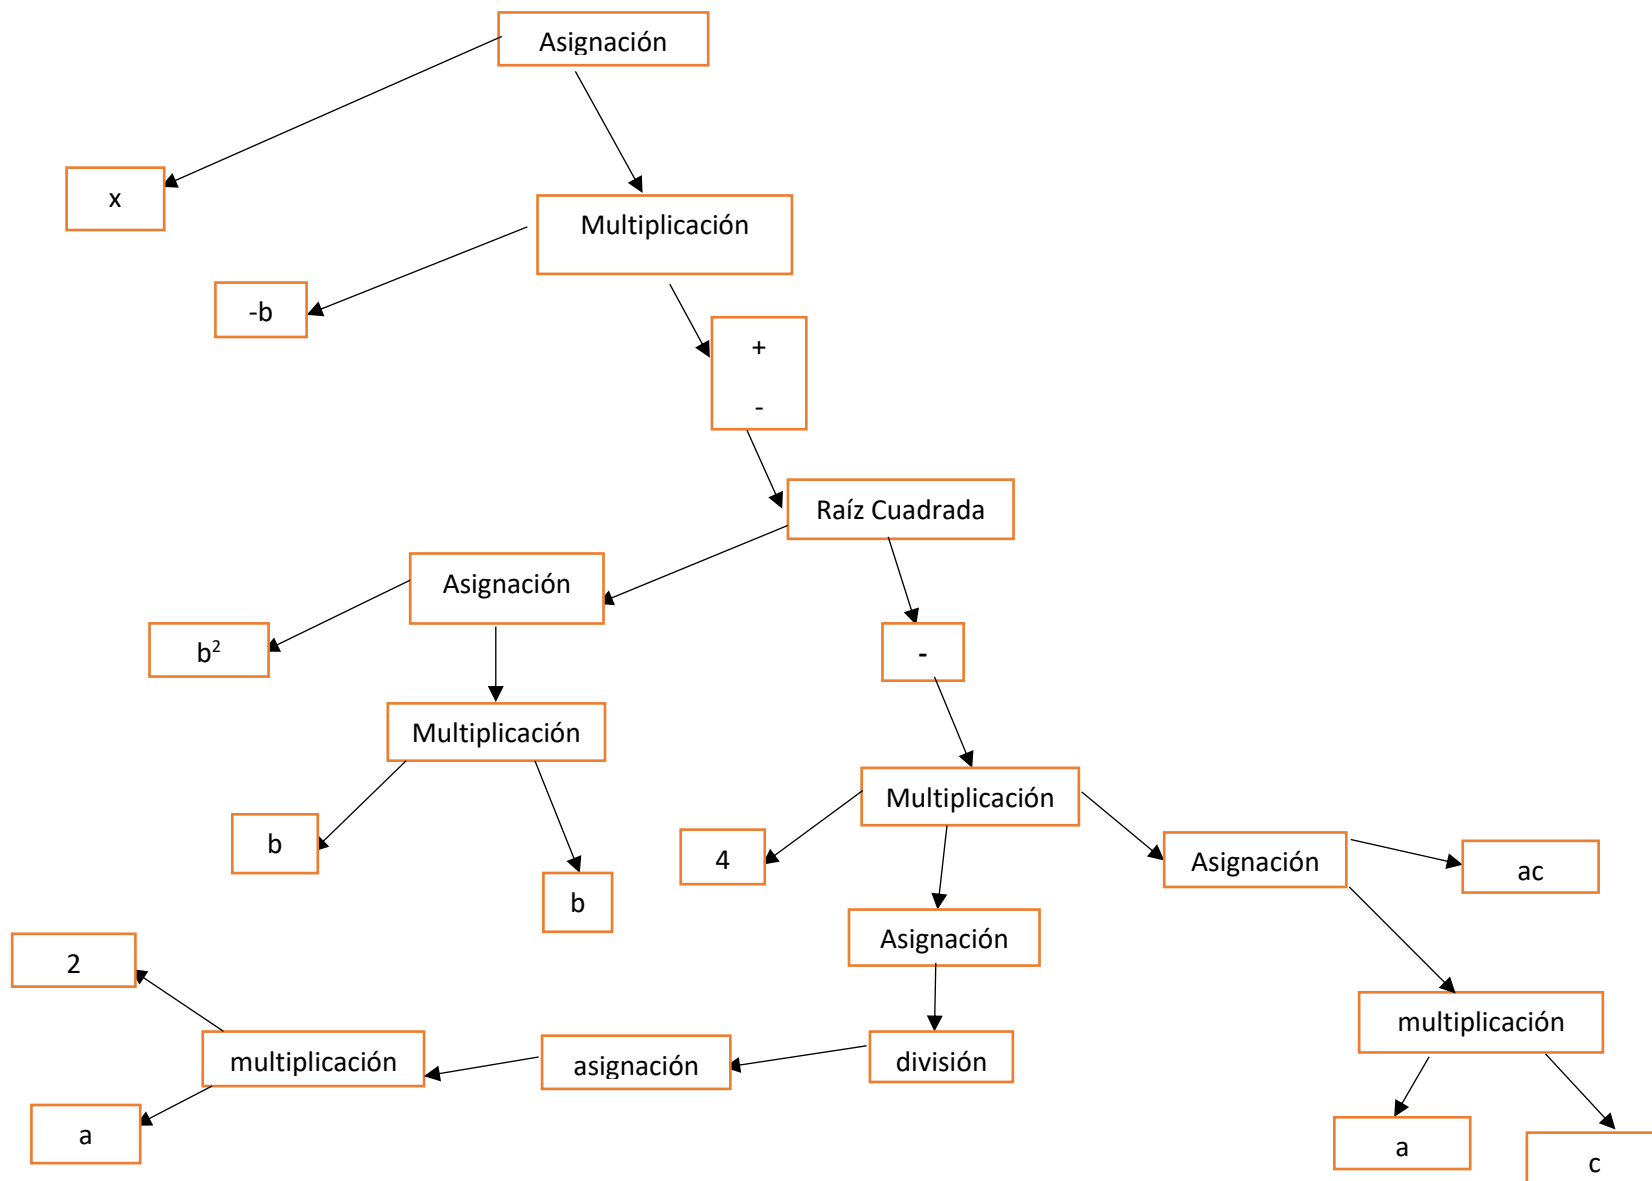 Asignación
x
Multiplicación
-b
+
-
Raíz Cuadrada
Asignación
b²
-
Multiplicación
Multiplicación
b
4
Asignación
ac
b
Asignación
2
multiplicación
multiplicación
asignación
división
a
a
c